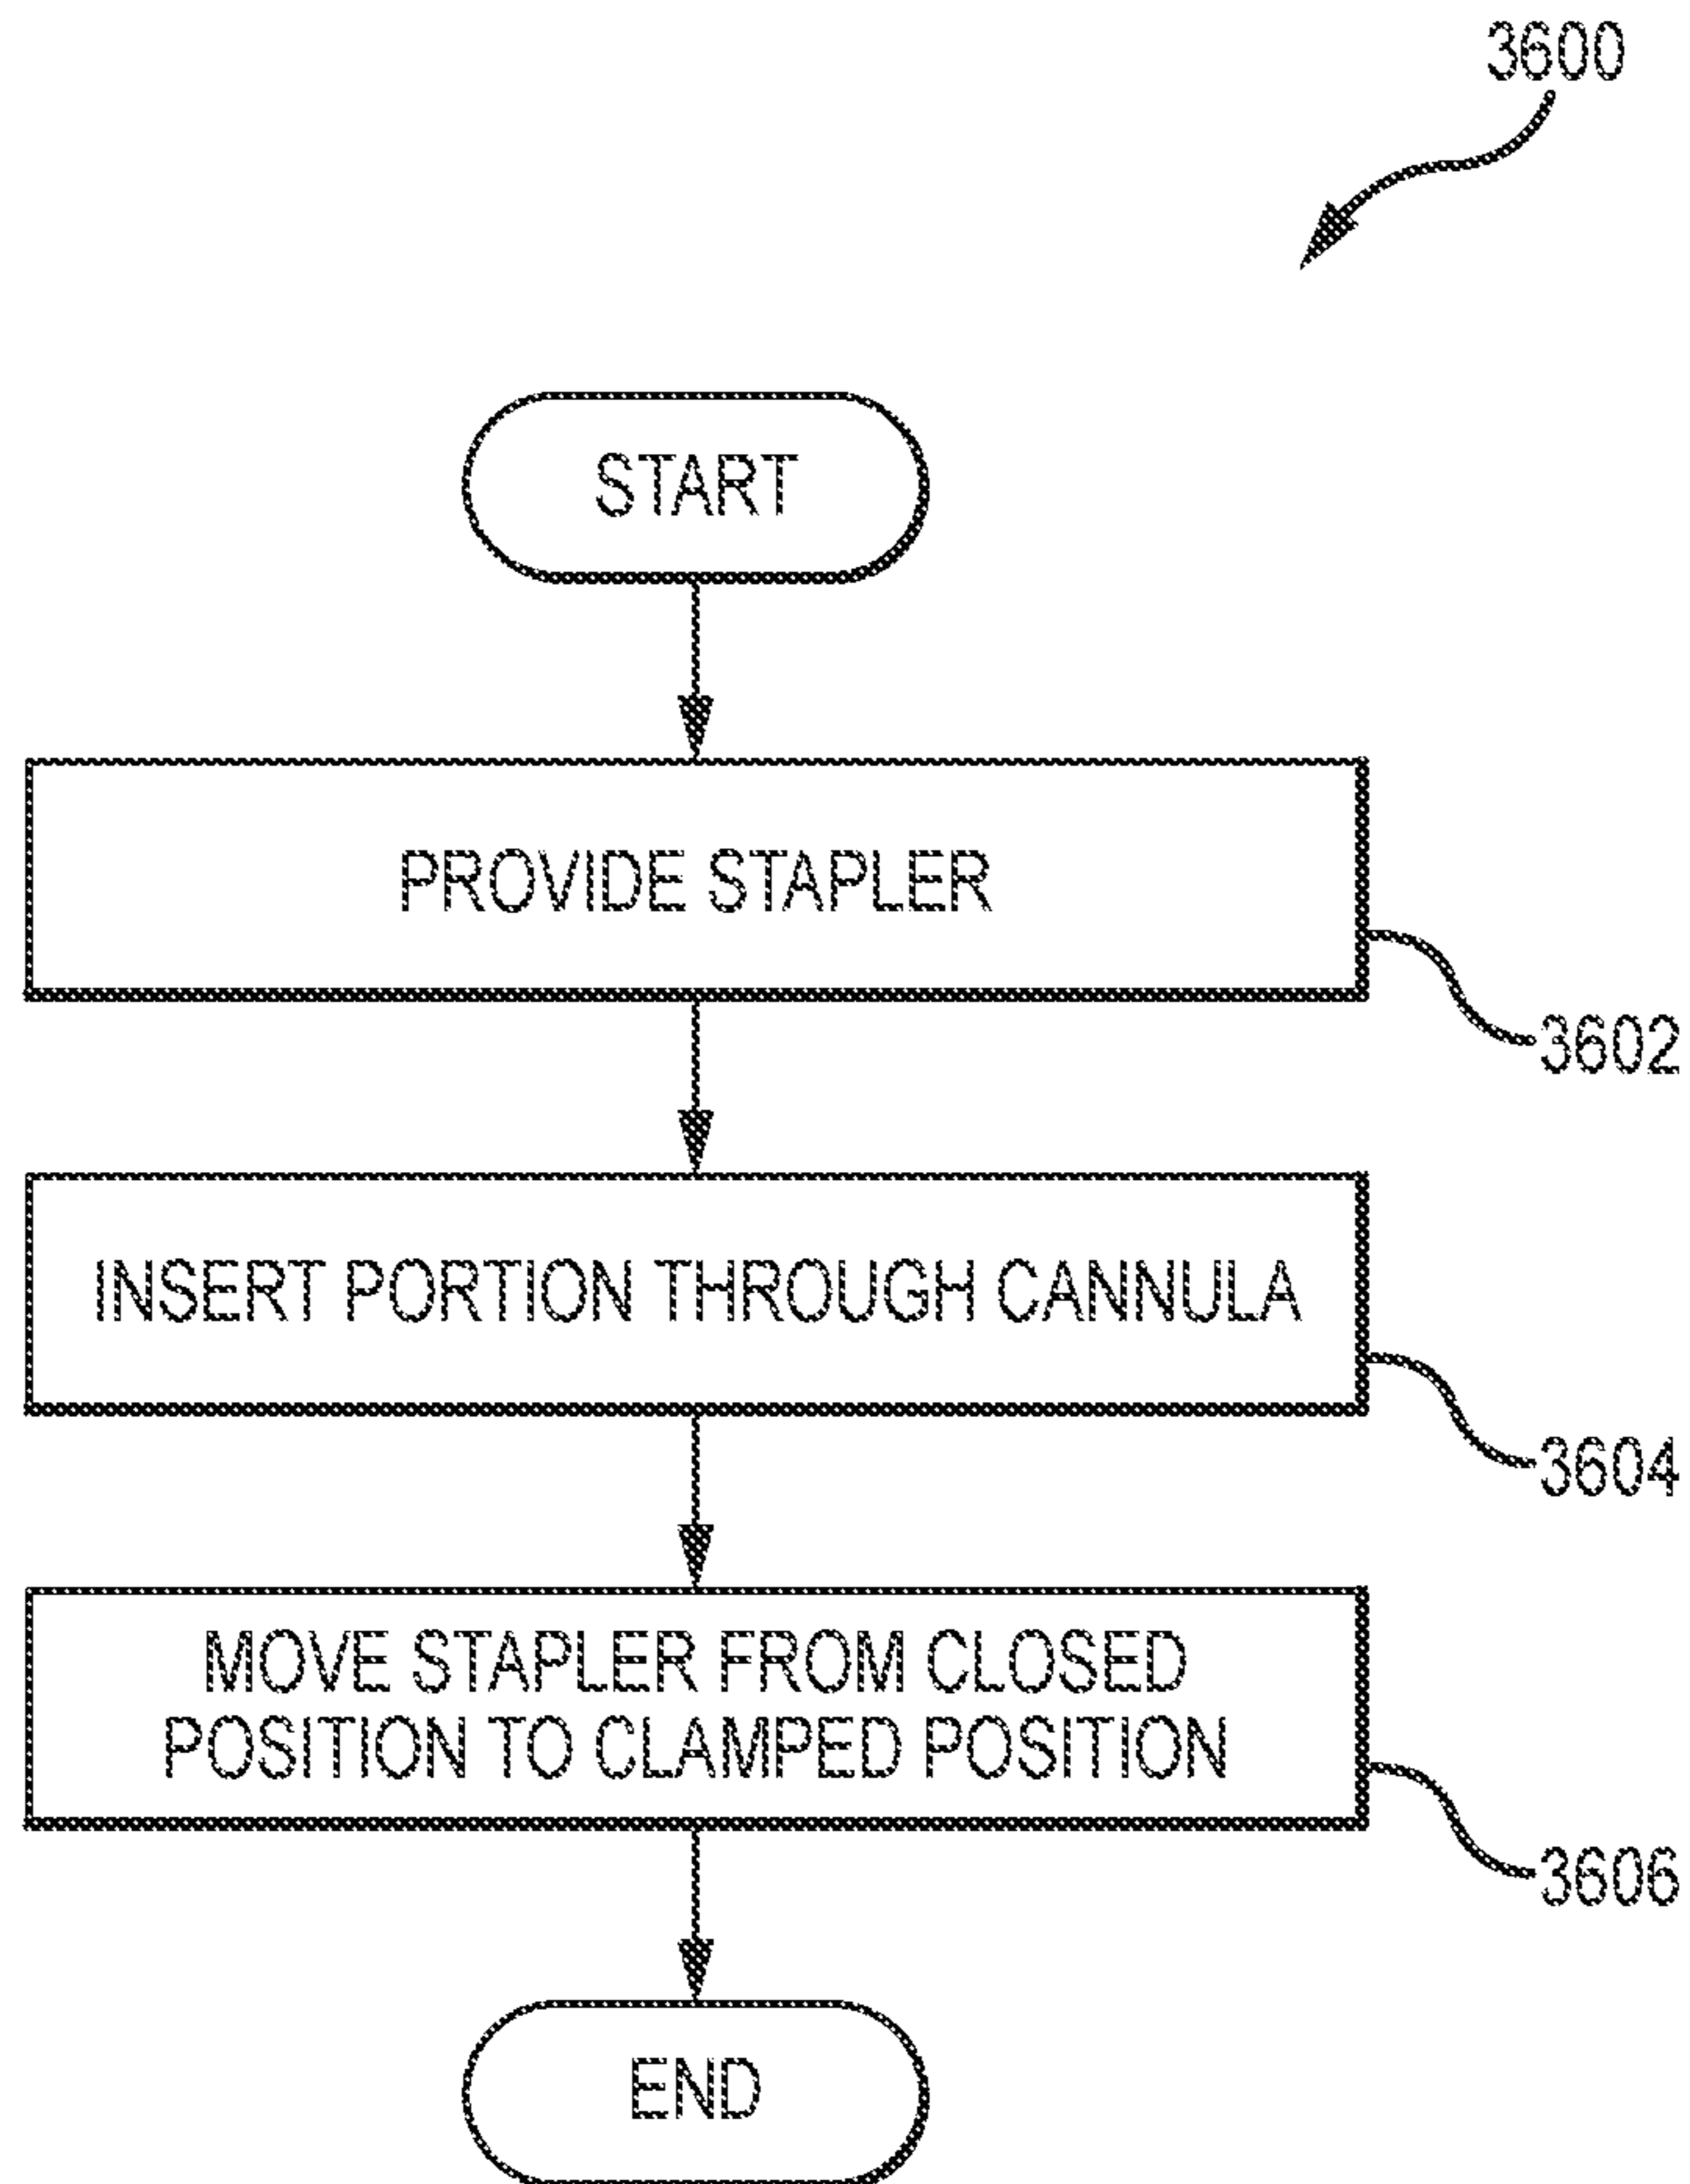 3600
START
PROVIDE STAPLER
3602
INSERT PORTION THROUGH CANNULA
3604
MOVE STAPLER FROM CLOSED
POSITION TO CLAMPED POSITION
3606
END